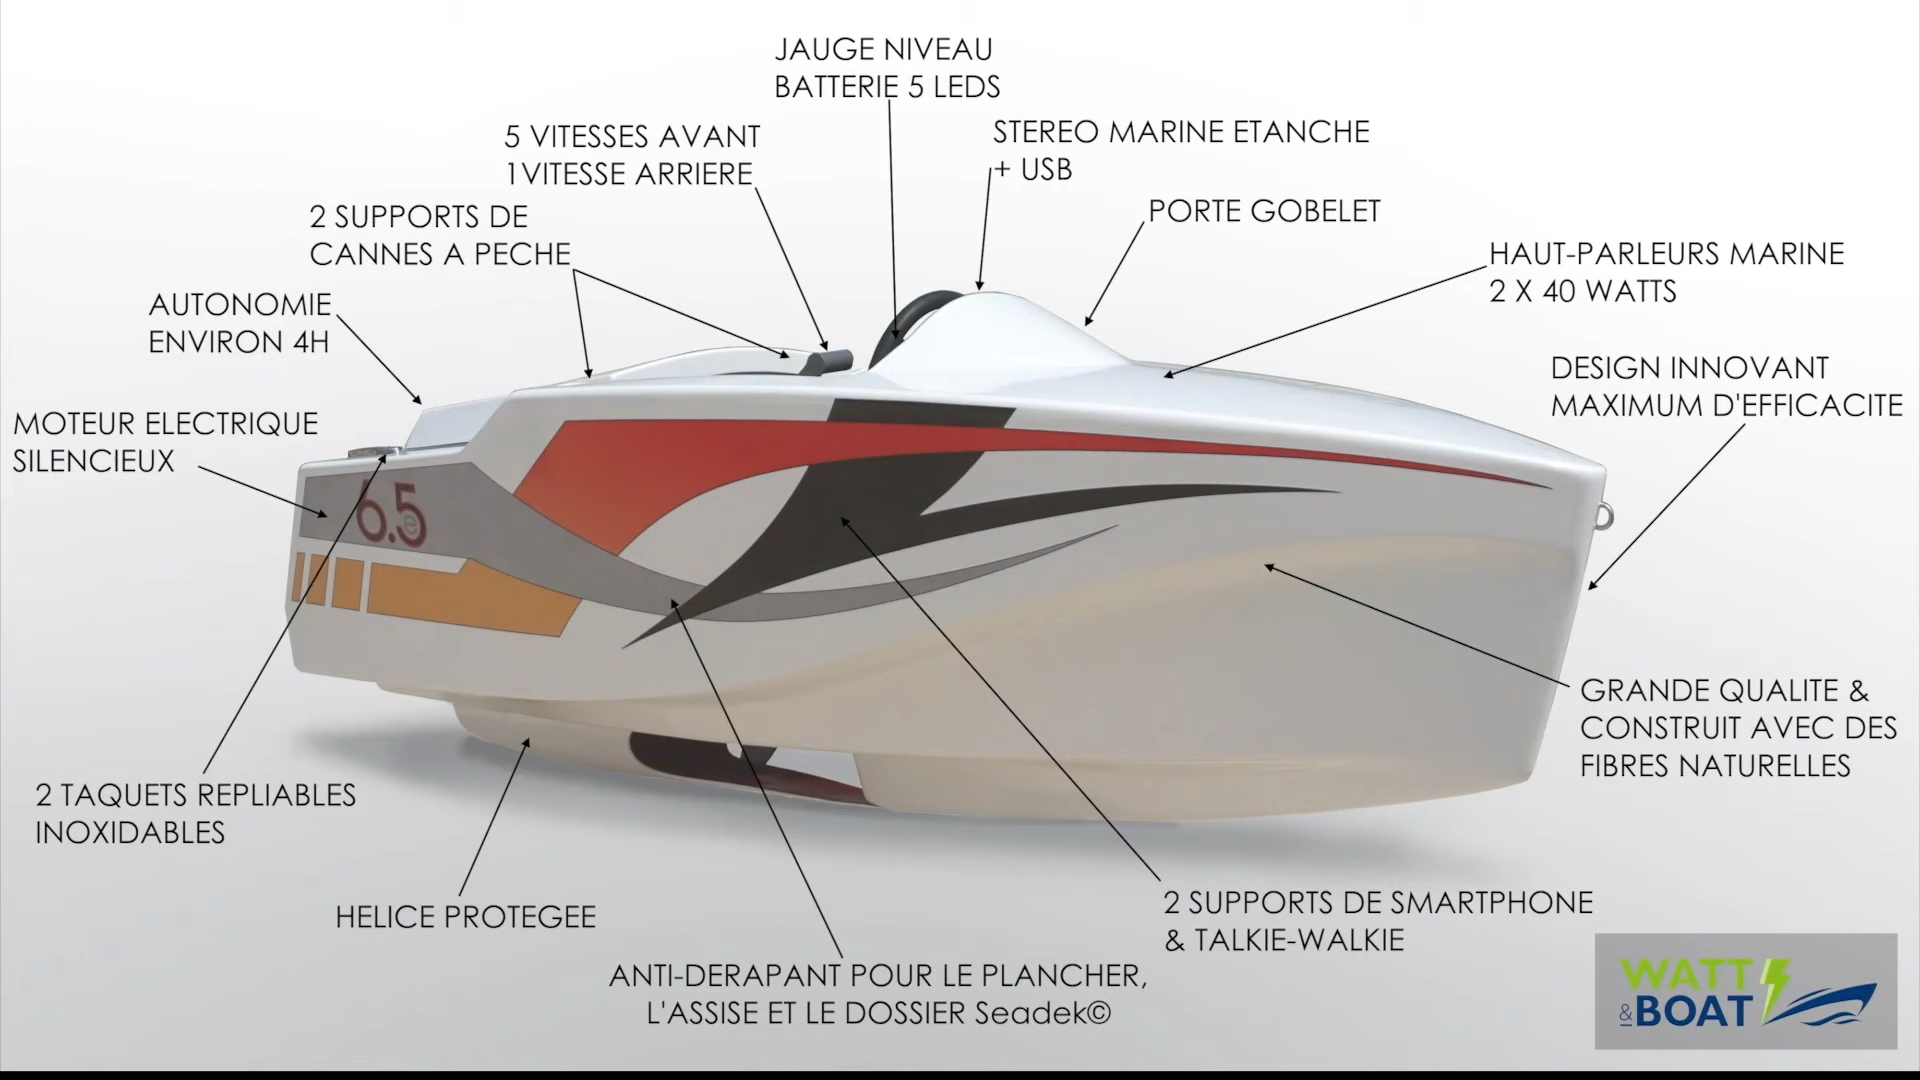 JAUGE NIVEAU
BATTERIE 5 LEDS
5 VITESSES AVANT
1VITESSE ARRIERE
STEREO MARINE ETANCHE
+ USB
2 SUPPORTS DE
CANNES A PECHE
PORTE GOBELET
HAUT-PARLEURS MARINE
2 X 40 WATTS
AUTONOMIE
ENVIRON 4H
DESIGN INNOVANT
MAXIMUM D'EFFICACITE
MOTEUR ELECTRIQUE
SILENCIEUX
6.5
e
GRANDE QUALITE &
CONSTRUIT AVEC DES
FIBRES NATURELLES
2 TAQUETS REPLIABLES
INOXIDABLES
HELICE PROTEGEE
2 SUPPORTS DE SMARTPHONE
& TALKIE-WALKIE
ANTI-DERAPANT POUR LE PLANCHER,
L'ASSISE ET LE DOSSIER Seadek©
WATT
&BOAT